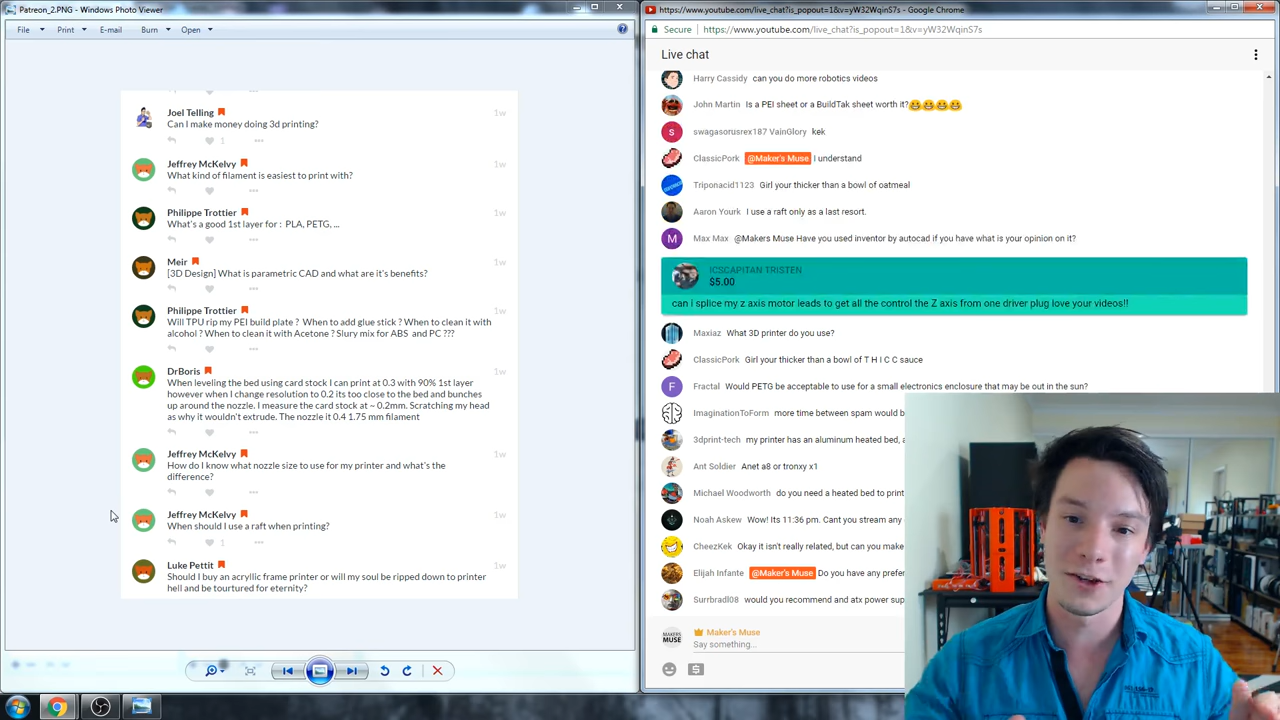 Patreon_2.PNG - Windows Photo Viewer
File
Print
E-mail
Burn
Open
Joel Telling 1w
Can I make money doing 3d printing?
1
Jeffrey McKelvy 1w
What kind of filament is easiest to print with?
Philippe Trottier 1w
What's a good 1st layer for : PLA, PETG, ...
Meir 1w
[3D Design] What is parametric CAD and what are it's benefits?
Philippe Trottier 1w
Will TPU rip my PEI build plate ? When to add glue stick ? When to clean it with
alcohol ? When to clean it with Acetone ? Slury mix for ABS and PC ???
DrBoris 1w
When leveling the bed using card stock I can print at 0.3 with 90% 1st layer
however when I change resolution to 0.2 its too close to the bed and bunches
up around the nozzle. I measure the card stock at ~ 0.2mm. Scratching my head
as why it wouldn't extrude. The nozzle it 0.4 1.75 mm filament
Jeffrey McKelvy 1w
How do I know what nozzle size to use for my printer and what's the
difference?
Jeffrey McKelvy 1w
When should I use a raft when printing?
1
Luke Pettit 1w
Should I buy an acryllic frame printer or will my soul be ripped down to printer
hell and be tourtured for eternity?
https://www.youtube.com/live_chat?is_popout=1&v=yW32WqinS7s - Google Chrome
Secure https://www.youtube.com/live_chat?is_popout=1&v=yW32WqinS7s
Live chat
Harry Cassidy can you do more robotics videos
John Martin Is a PEI sheet or a BuildTak sheet worth it?
S swagasorusrex187 VainGlory kek
ClassicPork @Maker's Muse I understand
Triponacid1123 Girl your thicker than a bowl of oatmeal
Aaron Yourk I use a raft only as a last resort.
M Max Max @Makers Muse Have you used inventor by autocad if you have what is your opinion on it?
ICSCAPITAN TRISTEN
$5.00
can i splice my z axis motor leads to get all the control the Z axis from one driver plug love your videos!!
Maxiaz What 3D printer do you use?
ClassicPork Girl your thicker than a bowl of T H I C C sauce
F Fractal Would PETG be acceptable to use for a small electronics enclosure that may be out in the sun?
ImaginationToForm more time between spam would b
3dprint-tech my printer has an aluminum heated bed, a
Ant Soldier Anet a8 or tronxy x1
Michael Woodworth do you need a heated bed to print
Noah Askew Wow! Its 11:36 pm. Cant you stream any
CheezKek Okay it isn't really related, but can you make
Elijah Infante @Maker's Muse Do you have any prefer
Surrbradl08 would you recommend and atx power sup
MAKERS MUSE Maker's Muse
Say something...